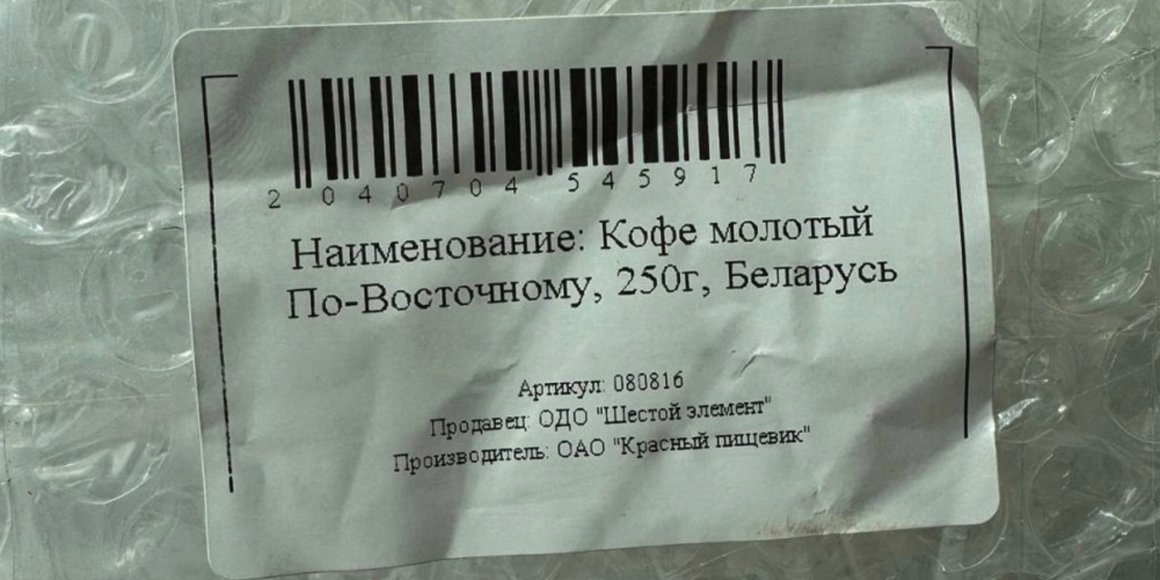 2 040704 545917
Наименование: Кофе молотый
По-Восточному, 250г, Беларусь
Артикул: 080816
Продавец: ОДО "Шестой элемент"
Производитель: ОАО "Красный пищевик"